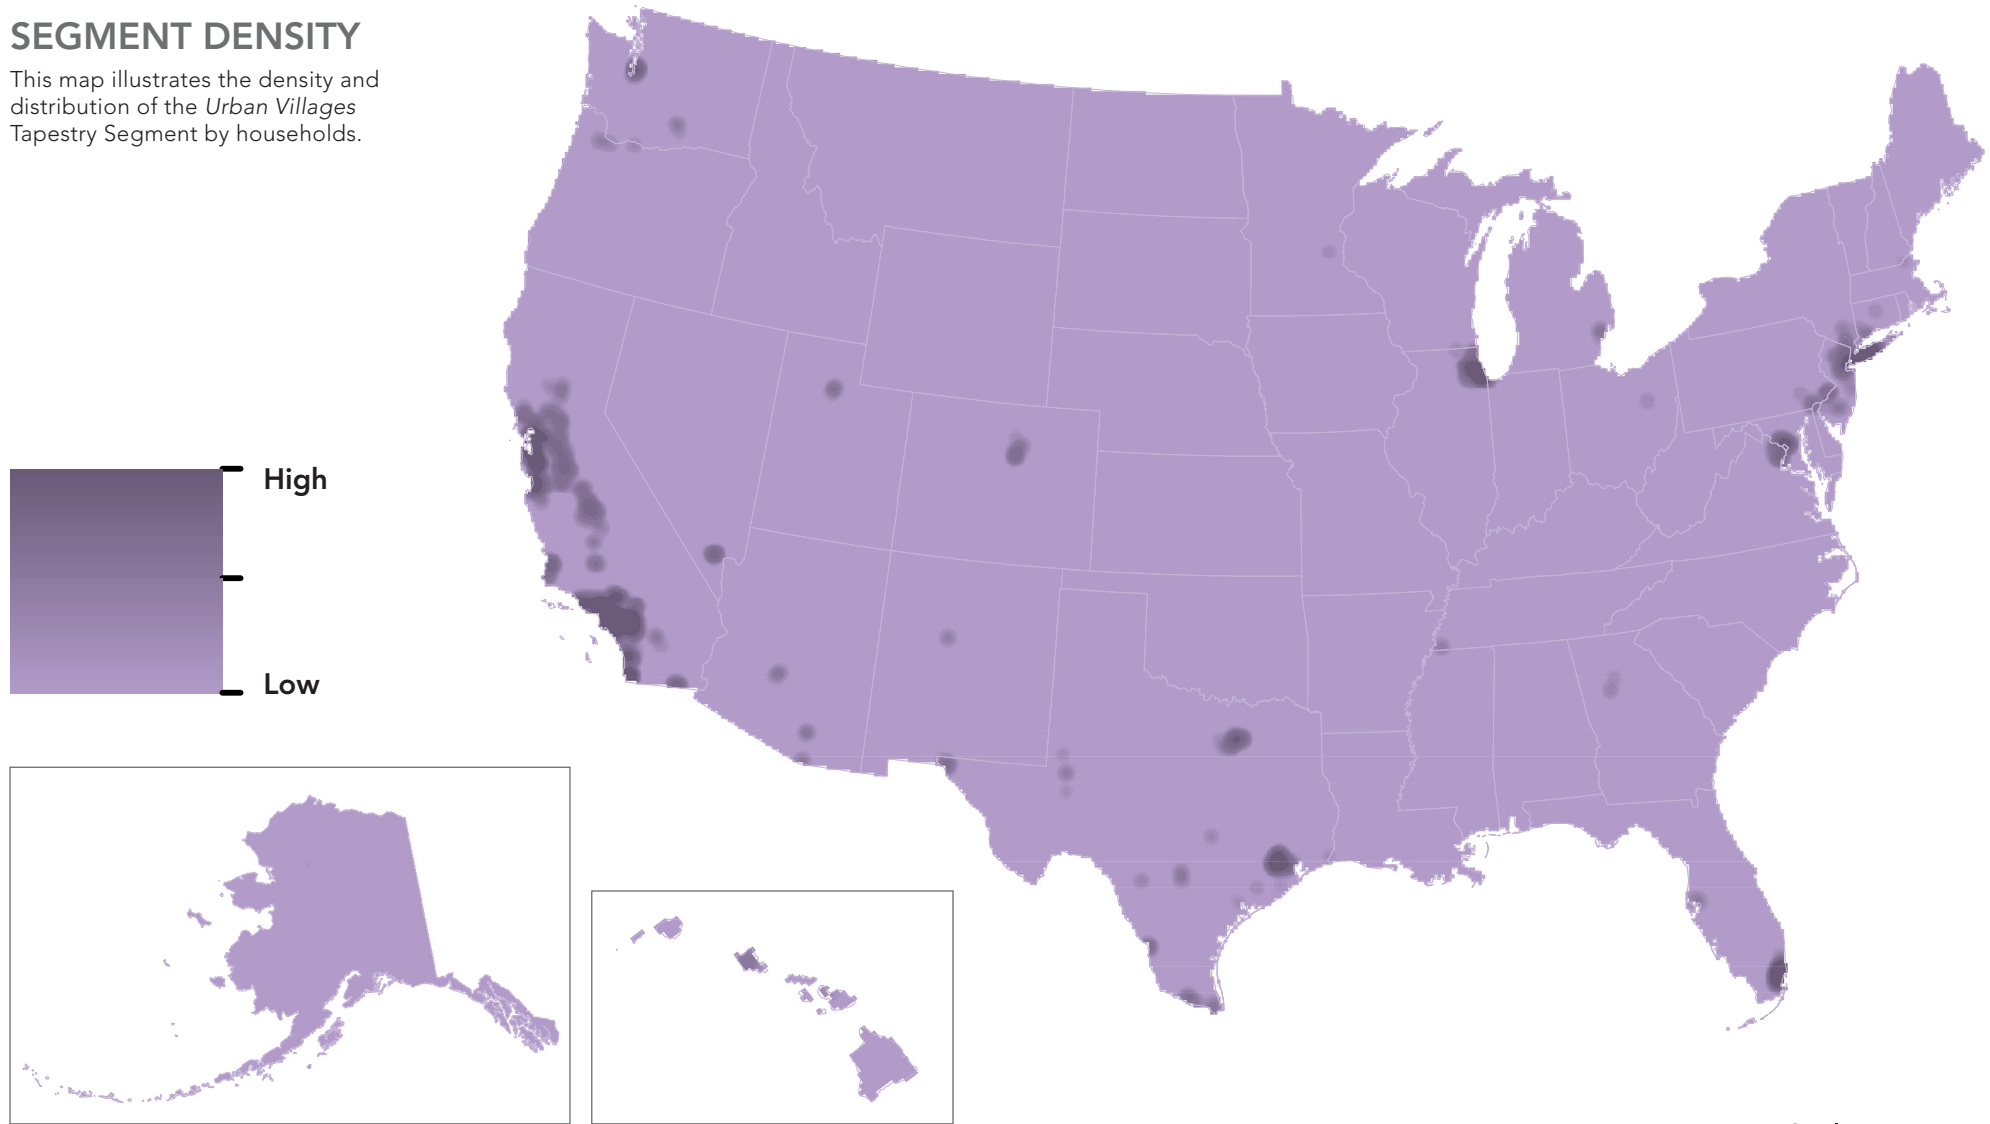 SEGMENT DENSITY
This map illustrates the density and
distribution of the Urban Villages
Tapestry Segment by households.
High
Low